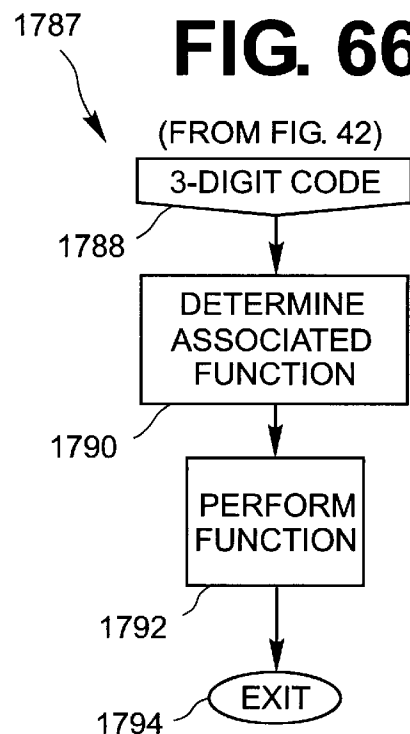 1787
FIG. 66
(FROM FIG. 42)
3-DIGIT CODE
1788
DETERMINE
ASSOCIATED
FUNCTION
1790
PERFORM
FUNCTION
1792
EXIT
1794